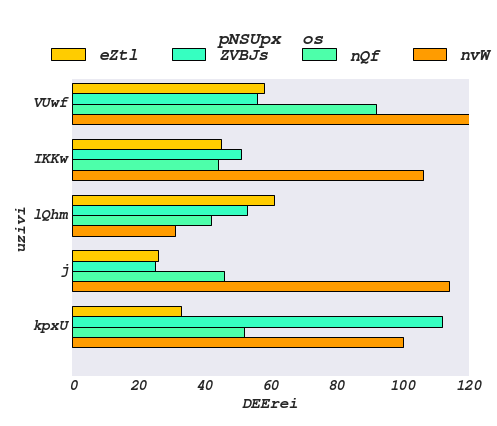 pNSUpx  os
eZtl ZVBJs nQf nvW
VUwf
IKKw
lQhm
j
kpxU
uzivi
0 20 40 60 80 100 120
DEErei